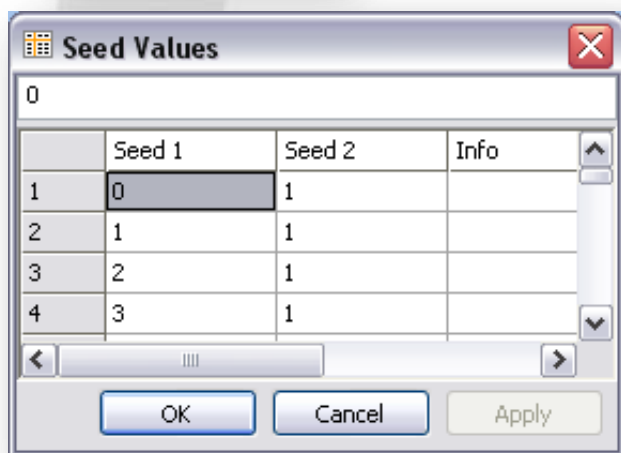 Seed Values
0
Seed 1 Seed 2 Info
1 0 1
2 1 1
3 2 1
4 3 1
OK Cancel Apply